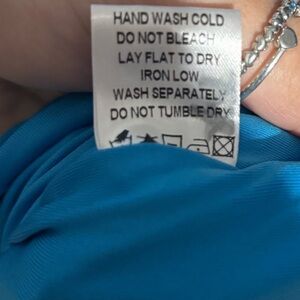 HAND WASH COLD
DO NOT BLEACH
LAY FLAT TO DRY
IRON LOW
WASH SEPARATELY
DO NOT TUMBLE DRY